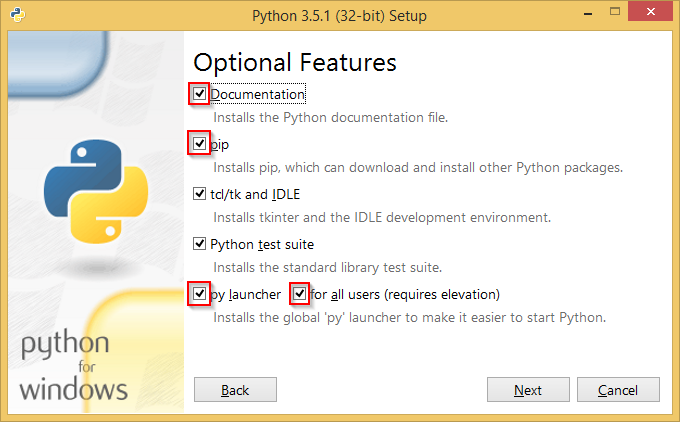 Python 3.5.1 (32-bit) Setup
Optional Features
Documentation
Installs the Python documentation file.
pip
Installs pip, which can download and install other Python packages.
tcl/tk and IDLE
Installs tkinter and the IDLE development environment.
Python test suite
Installs the standard library test suite.
py launcher for all users (requires elevation)
Installs the global 'py' launcher to make it easier to start Python.
python
for
windows
Back Next Cancel